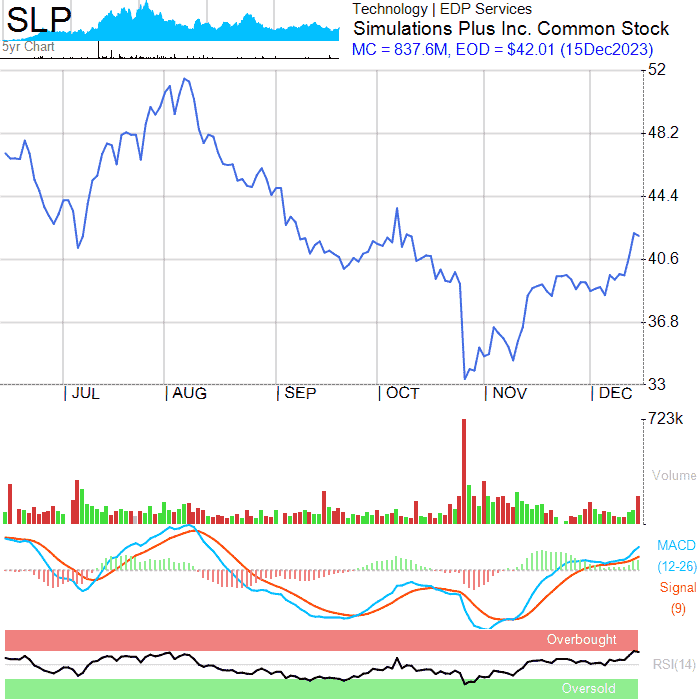 SLP
5yr Chart
Technology | EDP Services
Simulations Plus Inc. Common Stock
MC = 837.6M, EOD = $42.01 (15Dec2023)
52
48.2
44.4
40.6
36.8
33
JUL
AUG
SEP
OCT
NOV
DEC
723k
Volume
MACD
(12-26)
Signal
(9)
Overbought
RSI(14)
Oversold